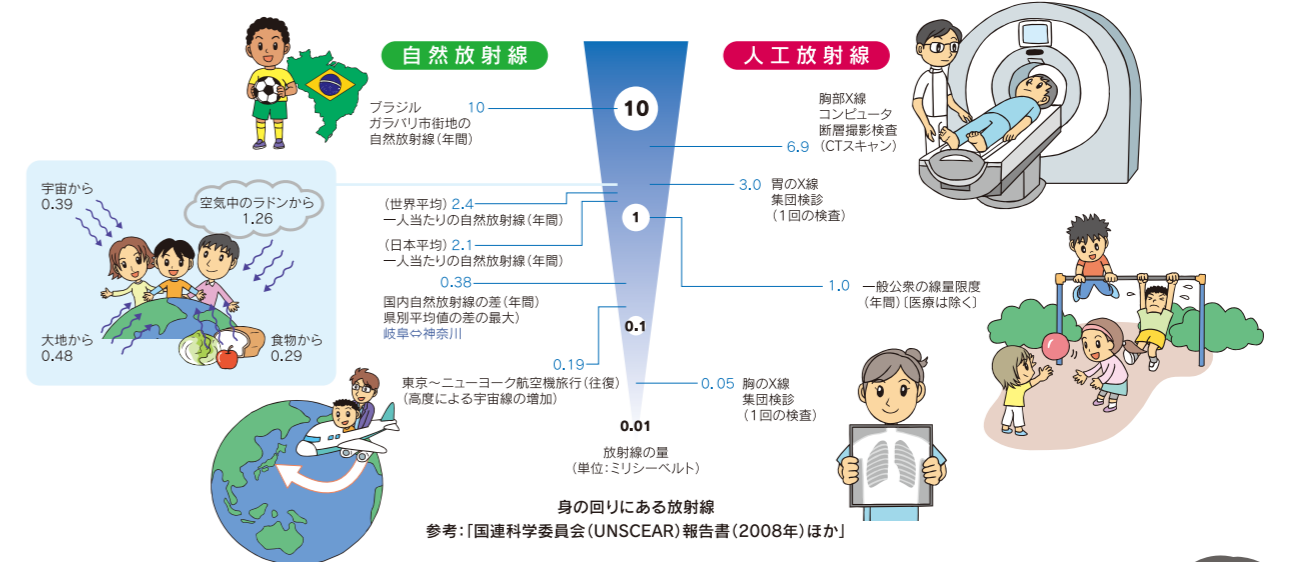 自然放射線
人工放射線
ブラジル 10
ガラパリ市街地の
自然放射線(年間)
10
胸部X線
コンピュータ
断層撮影検査
(CTスキャン)
6.9
宇宙から
0.39
空気中のラドンから
1.26
大地から
0.48
食物から
0.29
3.0 胃のX線
集団検診
(1回の検査)
(世界平均) 2.4
一人当たりの自然放射線(年間)
1
(日本平均) 2.1
一人当たりの自然放射線(年間)
0.38
国内自然放射線の差(年間)
県別平均値の差の最大)
岐阜⇔神奈川
1.0 一般公衆の線量限度
(年間)〔医療は除く〕
0.1
0.19
東京～ニューヨーク航空機旅行(往復)
(高度による宇宙線の増加)
0.05 胸のX線
集団検診
(1回の検査)
0.01
放射線の量
(単位:ミリシーベルト)
身の回りにある放射線
参考:「国連科学委員会(UNSCEAR)報告書(2008年)ほか」